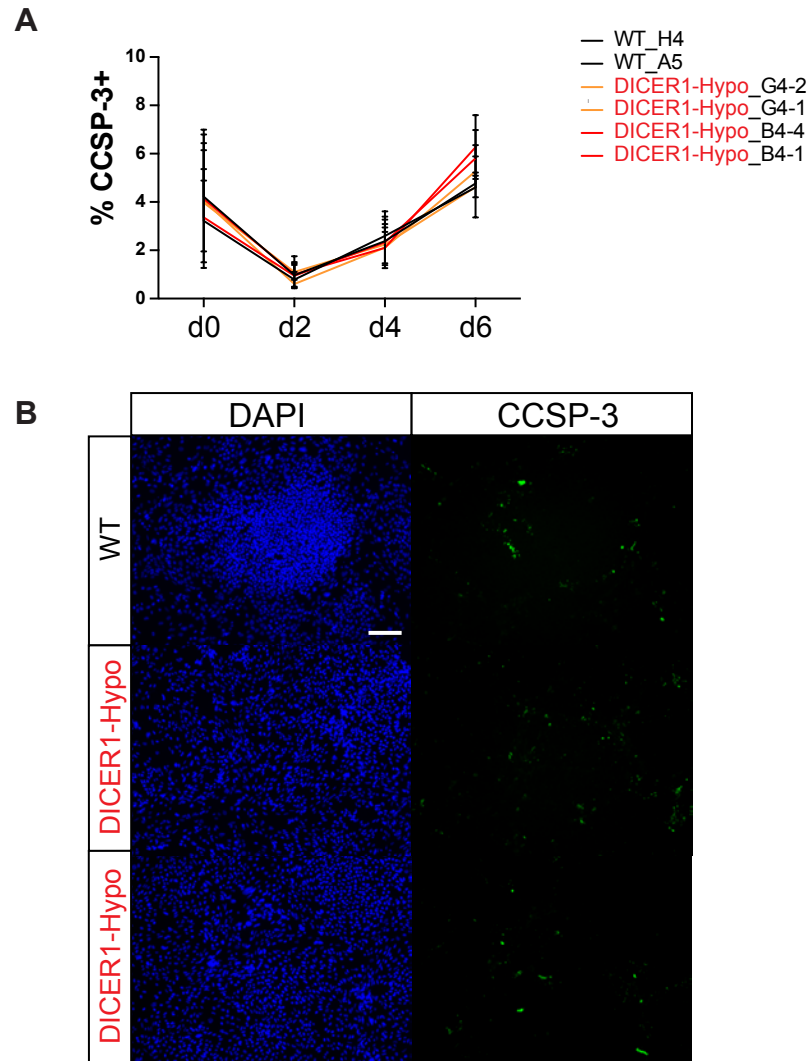 A
% CCSP-3+
10
8
6
4
2
0
d0 d2 d4 d6
WT_H4
WT_A5
DICER1-Hypo_G4-2
DICER1-Hypo_G4-1
DICER1-Hypo_B4-4
DICER1-Hypo_B4-1
B
DAPI CCSP-3
WT
DICER1-Hypo
DICER1-Hypo